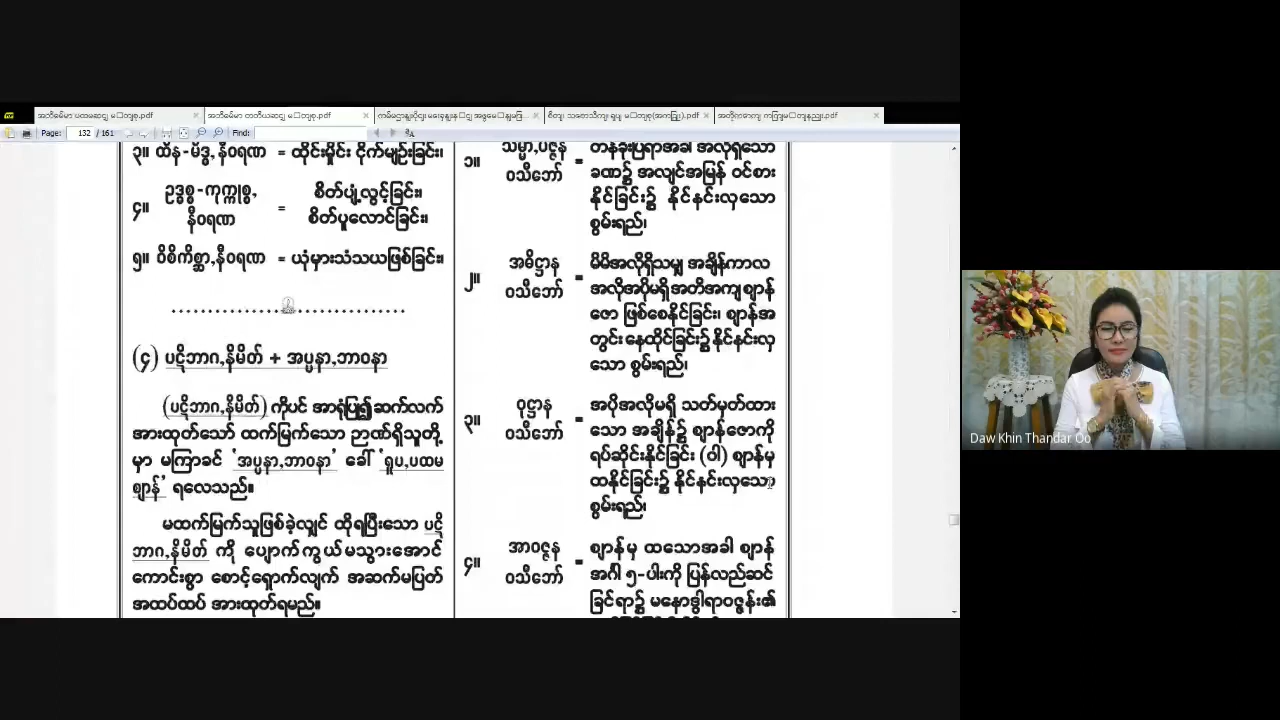 Page: 132 / 161 Find:
၃။ ထိန-မိဒ္ဓ, နီဝရဏ = ထိုင်းမှိုင်း ငိုက်မျဉ်းခြင်း၊
၄။ ဥဒ္ဓစ္စ-ကုက္ကုစ္စ, နီဝရဏ = စိတ်ပျံ့လွင့်ခြင်း၊
စိတ်ပူလောင်ခြင်း၊
၅။ ဝိစိကိစ္ဆာ,နီဝရဏ = ယုံမှားသံသယဖြစ်ခြင်း၊
(၄) ပဋိဘာဂ,နိမိတ် + အပ္ပနာ,ဘာဝနာ
(ပဋိဘာဂ,နိမိတ်) ကိုပင် အာရုံပြု၍ဆက်လက်
အားထုတ်သော် ထက်မြက်သော ဉာဏ်ရှိသူတို့
မှာ မကြာခင် ‘အပ္ပနာ,ဘာဝနာ’ ခေါ် ‘ရူပ,ပထမ
ဈာန်’ ရလေသည်။
မထက်မြက်သူဖြစ်ခဲ့လျှင် ထိုရပြီးသော ပဋိ
ဘာဂ,နိမိတ် ကို ပျောက်ကွယ်မသွားအောင်
ကောင်းစွာ စောင့်ရှောက်လျက် အဆက်မပြတ်
အထပ်ထပ် အားထုတ်ရမည်။
၁။ သမ္မာ,ပဇ္ဇန ဝသီဘော် = တန်ခိုးပြရာအခါ အလိုရှိသော
ခဏ၌ အလျင်အမြန် ဝင်စား
နိုင်ခြင်း၌ နိုင်နင်းလှသော
စွမ်းရည်၊
၂။ အဓိဋ္ဌာန ဝသီဘော် = မိမိအလိုရှိသမျှ အချိန်ကာလ
အလိုအပိုမရှိအတိအကျ ဈာန်
ဇော ဖြစ်စေနိုင်ခြင်း၊ ဈာန်အ
တွင်း နေထိုင်ခြင်း၌ နိုင်နင်းလှ
သော စွမ်းရည်၊
၃။ ဝုဋ္ဌာန ဝသီဘော် = အပိုအလိုမရှိ သတ်မှတ်ထား
သော အချိန်၌ ဈာန်ဇောကို
ရပ်ဆိုင်းနိုင်ခြင်း (ဝါ) ဈာန်မှ
ထနိုင်ခြင်း၌ နိုင်နင်းလှသော
စွမ်းရည်၊
၄။ အာဝဇ္ဇန ဝသီဘော် = ဈာန်မှ ထသောအခါ ဈာန်
အင်္ဂါ ၅-ပါးကို ပြန်လည်ဆင်
ခြင်ရာ၌ မနောဒွါရာဝဇ္ဇန်း၏
Daw Khin Thandar Oo